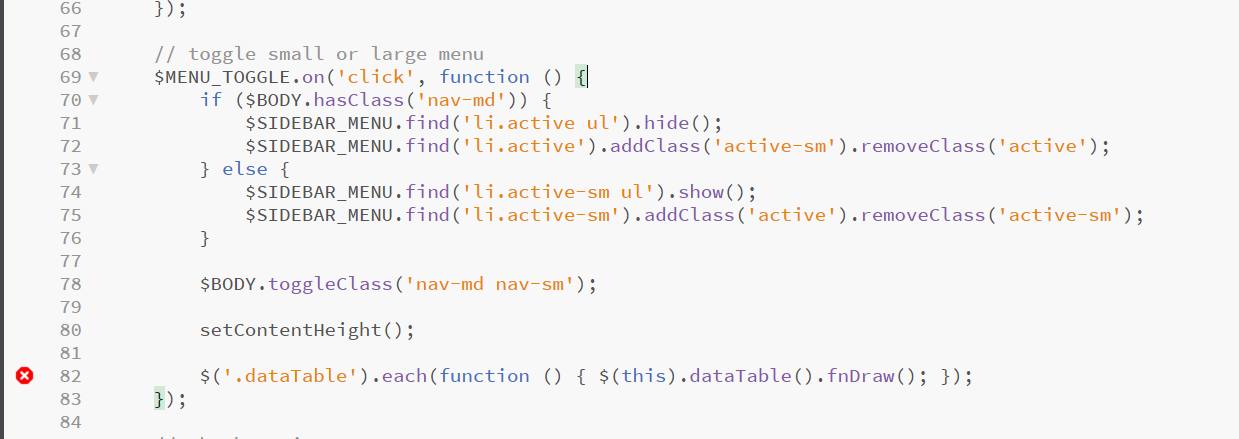 66 });
67
68 // toggle small or large menu
69 $MENU_TOGGLE.on('click', function () {
70 if ($BODY.hasClass('nav-md')) {
71 $SIDEBAR_MENU.find('li.active ul').hide();
72 $SIDEBAR_MENU.find('li.active').addClass('active-sm').removeClass('active');
73 } else {
74 $SIDEBAR_MENU.find('li.active-sm ul').show();
75 $SIDEBAR_MENU.find('li.active-sm').addClass('active').removeClass('active-sm');
76 }
77
78 $BODY.toggleClass('nav-md nav-sm');
79
80 setContentHeight();
81
82 $('.dataTable').each(function () { $(this).dataTable().fnDraw(); });
83 });
84